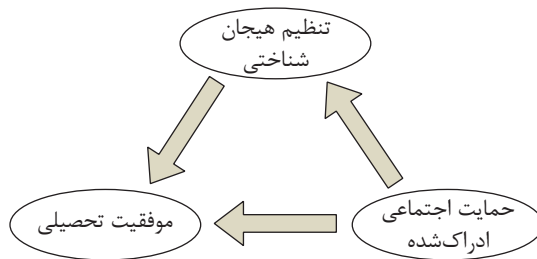 تنظیم هیجان
شناختی
حمایت اجتماعی
ادراک‌شده
موفقیت تحصیلی